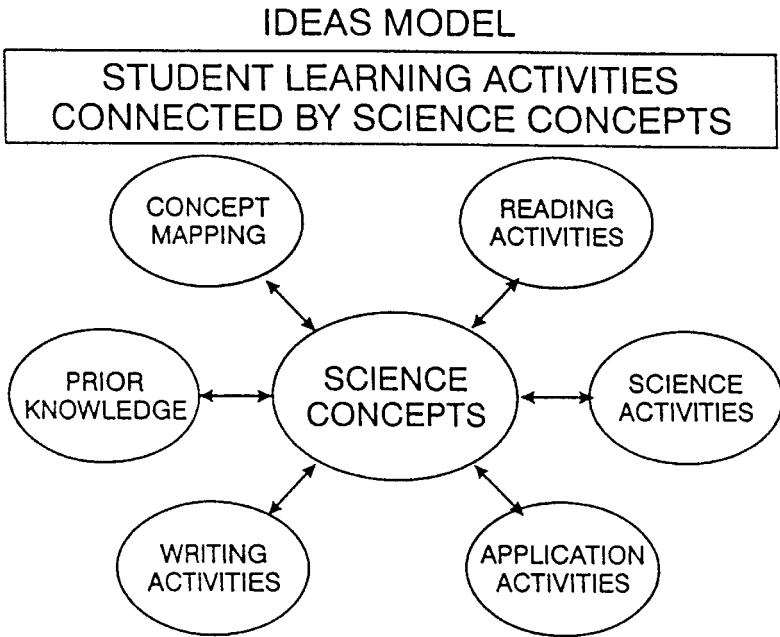 IDEAS MODEL
STUDENT LEARNING ACTIVITIES
CONNECTED BY SCIENCE CONCEPTS
CONCEPT
MAPPING
READING
ACTIVITIES
PRIOR
KNOWLEDGE
SCIENCE
CONCEPTS
SCIENCE
ACTIVITIES
WRITING
ACTIVITIES
APPLICATION
ACTIVITIES